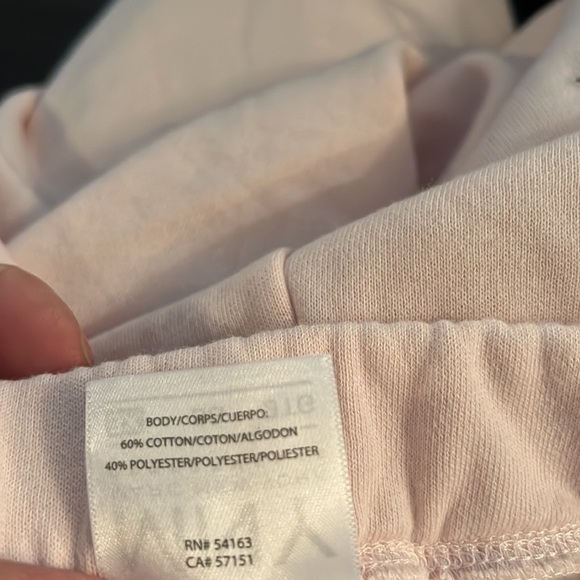 BODY/CORPS/CUERPO:
60% COTTON/COTON/ALGODON
40% POLYESTER/POLYESTER/POLIESTER
RN# 54163
CA# 57151